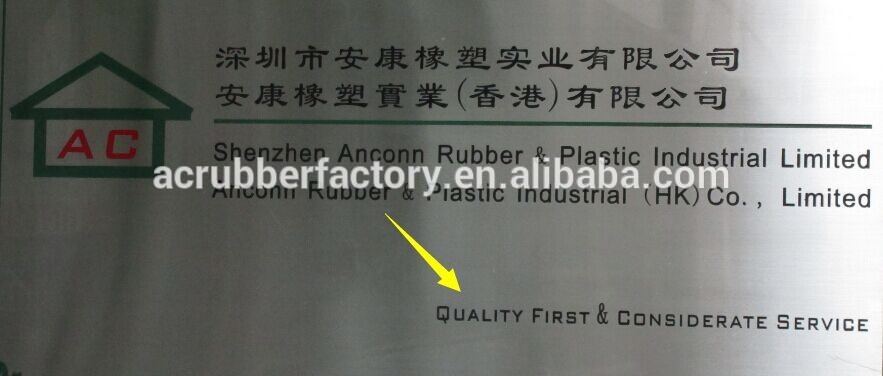 深圳市安康橡塑实业有限公司
安康橡塑實業(香港)有限公司
AC
Shenzhen Anconn Rubber & Plastic Industrial Limited
acrubberfactory.en.alibaba.com
Anconn Rubber & Plastic Industrial (HK) Co., Limited
QUALITY FIRST & CONSIDERATE SERVICE